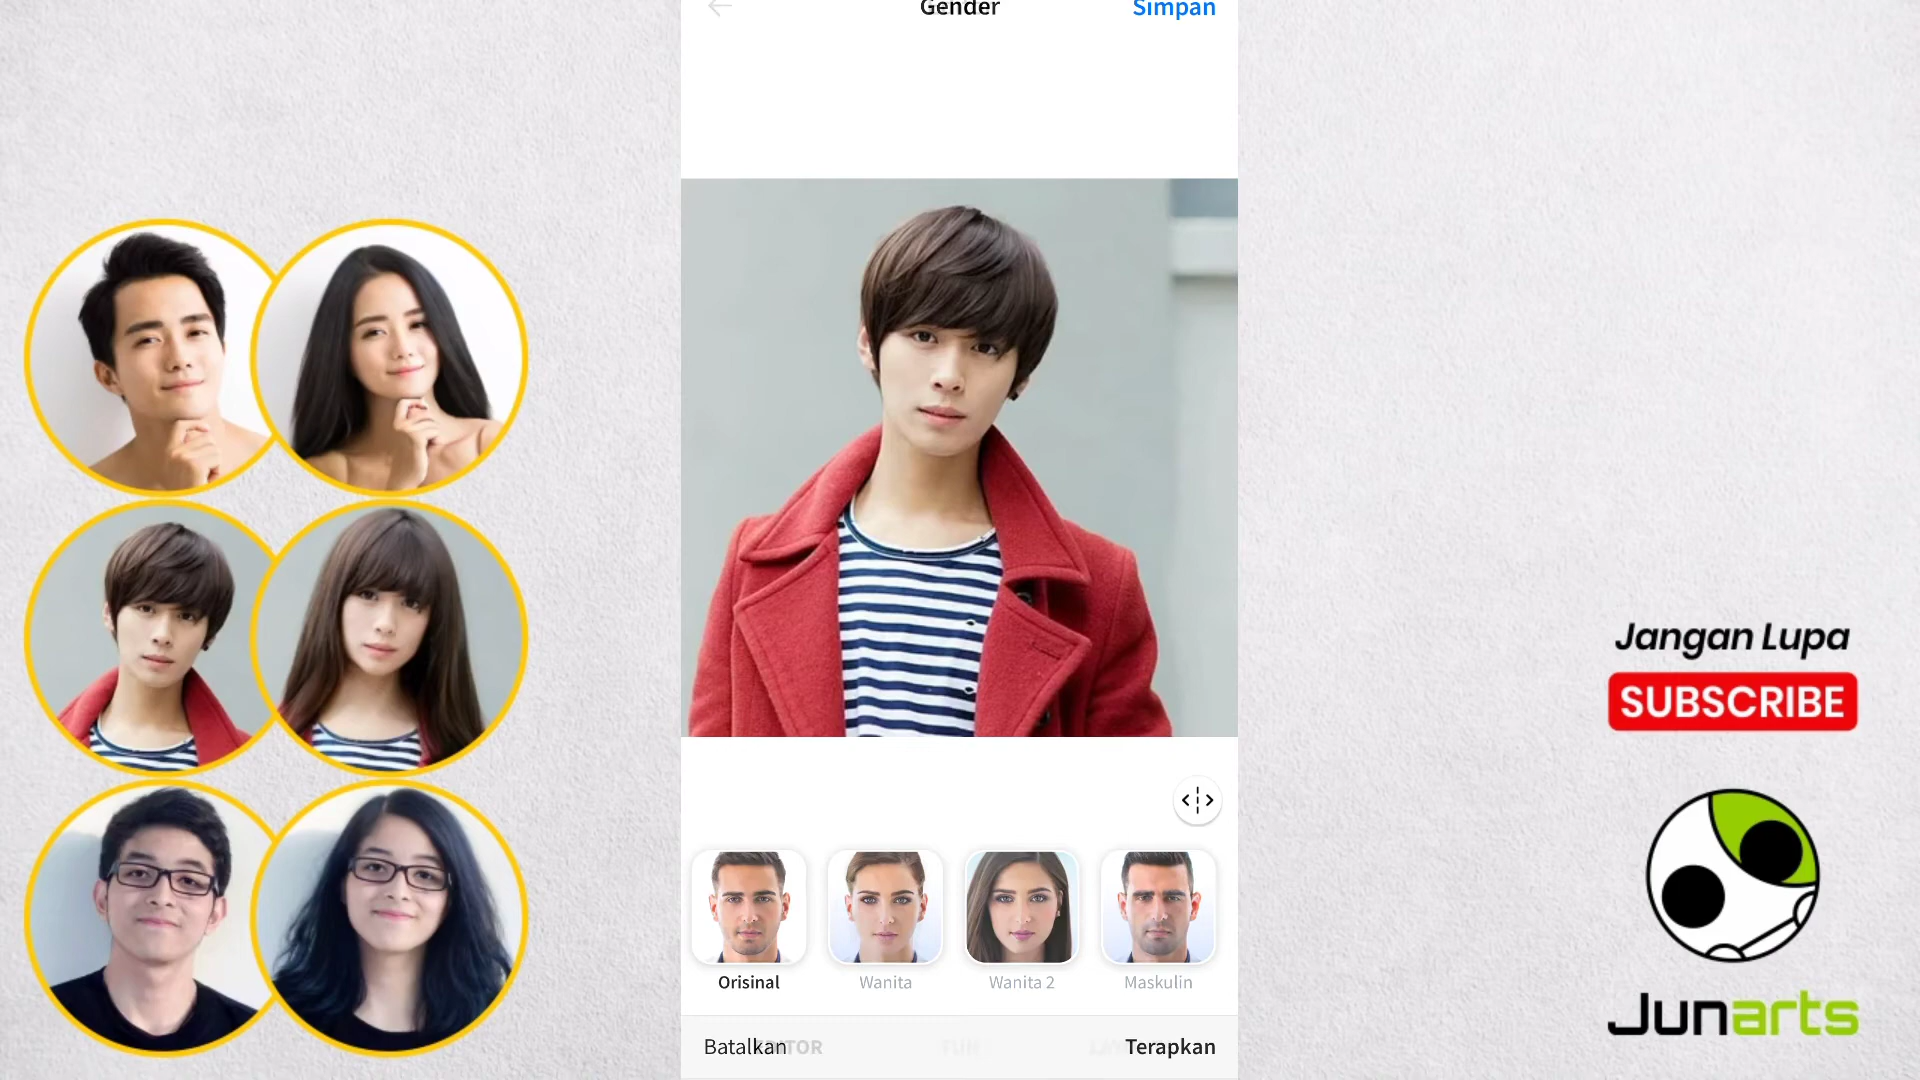 Gender
Simpan
Orisinal
Wanita
Wanita 2
Maskulin
Batalkan
Terapkan
Jangan Lupa
SUBSCRIBE
Junarts